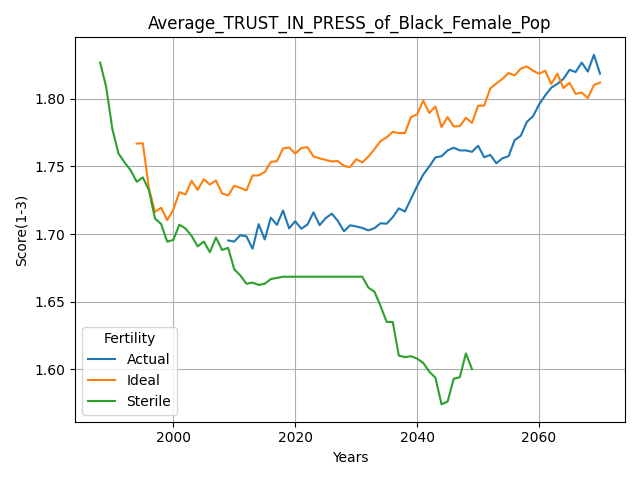 Average_TRUST_IN_PRESS_of_Black_Female_Pop
Score(1-3)
1.80
1.75
1.70
1.65
1.60
Fertility
Actual
Ideal
Sterile
2000 2020 2040 2060
Years